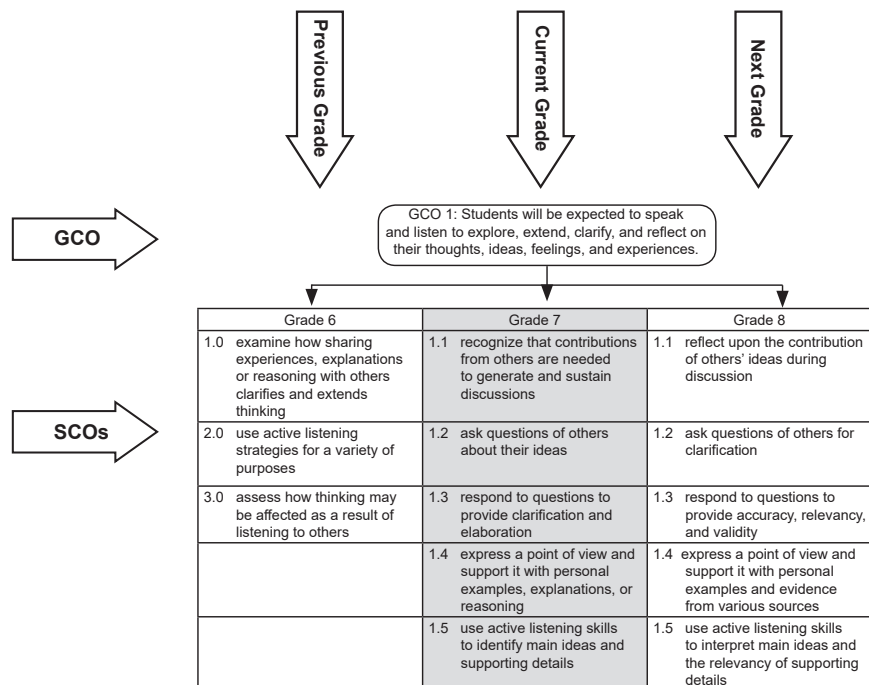 Previous Grade
Current Grade
Next Grade
GCO
GCO 1: Students will be expected to speak
and listen to explore, extend, clarify, and reflect on
their thoughts, ideas, feelings, and experiences.
SCOs
Grade 6
Grade 7
Grade 8
1.0 examine how sharing
experiences, explanations
or reasoning with others
clarifies and extends
thinking
1.1 recognize that contributions
from others are needed
to generate and sustain
discussions
1.1 reflect upon the contribution
of others’ ideas during
discussion
2.0 use active listening
strategies for a variety of
purposes
1.2 ask questions of others
about their ideas
1.2 ask questions of others for
clarification
3.0 assess how thinking may
be affected as a result of
listening to others
1.3 respond to questions to
provide clarification and
elaboration
1.3 respond to questions to
provide accuracy, relevancy,
and validity
1.4 express a point of view and
support it with personal
examples, explanations, or
reasoning
1.4 express a point of view and
support it with personal
examples and evidence
from various sources
1.5 use active listening skills
to identify main ideas and
supporting details
1.5 use active listening skills
to interpret main ideas and
the relevancy of supporting
details